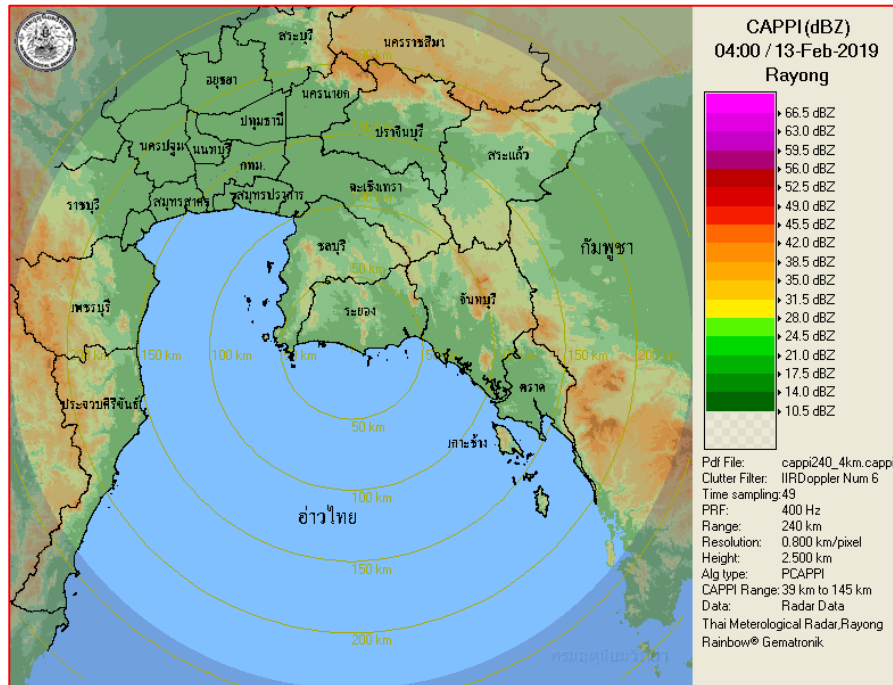 CAPPI (dBZ)
04:00 / 13-Feb-2019
Rayong
66.5 dBZ
63.0 dBZ
59.5 dBZ
56.0 dBZ
52.5 dBZ
49.0 dBZ
45.5 dBZ
42.0 dBZ
38.5 dBZ
35.0 dBZ
31.5 dBZ
28.0 dBZ
24.5 dBZ
21.0 dBZ
17.5 dBZ
14.0 dBZ
10.5 dBZ
Pdf File: cappi240_4km.cappi
Clutter Filter: IIRDoppler Num 6
Time sampling:49
PRF: 400 Hz
Range: 240 km
Resolution: 0.800 km/pixel
Height: 2.500 km
Alg type: PCAPPI
CAPPI Range: 39 km to 145 km
Data: Radar Data
Thai Meterological Radar,Rayong
Rainbow® Gematronik
สระบุรี
นครราชสีมา
อยุธยา
นครนายก
ปทุมธานี
ปราจีนบุรี
นครปฐม
นนทบุรี
สระแก้ว
กทม.
ฉะเชิงเทรา
ราชบุรี
สมุทรสาคร
สมุทรปราการ
ชลบุรี
กัมพูชา
เพชรบุรี
ระยอง
จันทบุรี
150 km
100 km
150 km
200 km
ประจวบคีรีขันธ์
ตราด
50 km
เกาะช้าง
100 km
อ่าวไทย
150 km
200 km
กรมอุตุนิยมวิทยา